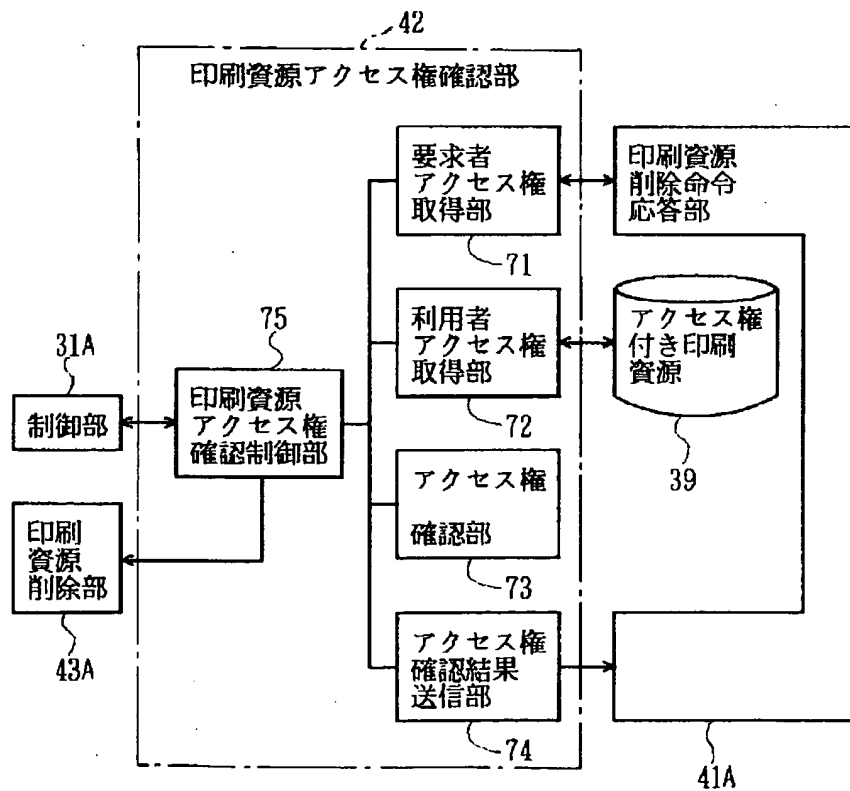 42
印刷資源アクセス権確認部
要求者
アクセス権
取得部
71
印刷資源
削除命令
応答部
75
利用者
アクセス権
取得部
72
アクセス権
付き印刷
資源
39
31A
制御部
印刷資源
アクセス権
確認制御部
アクセス権
確認部
73
印刷
資源
削除部
43A
アクセス権
確認結果
送信部
74
41A